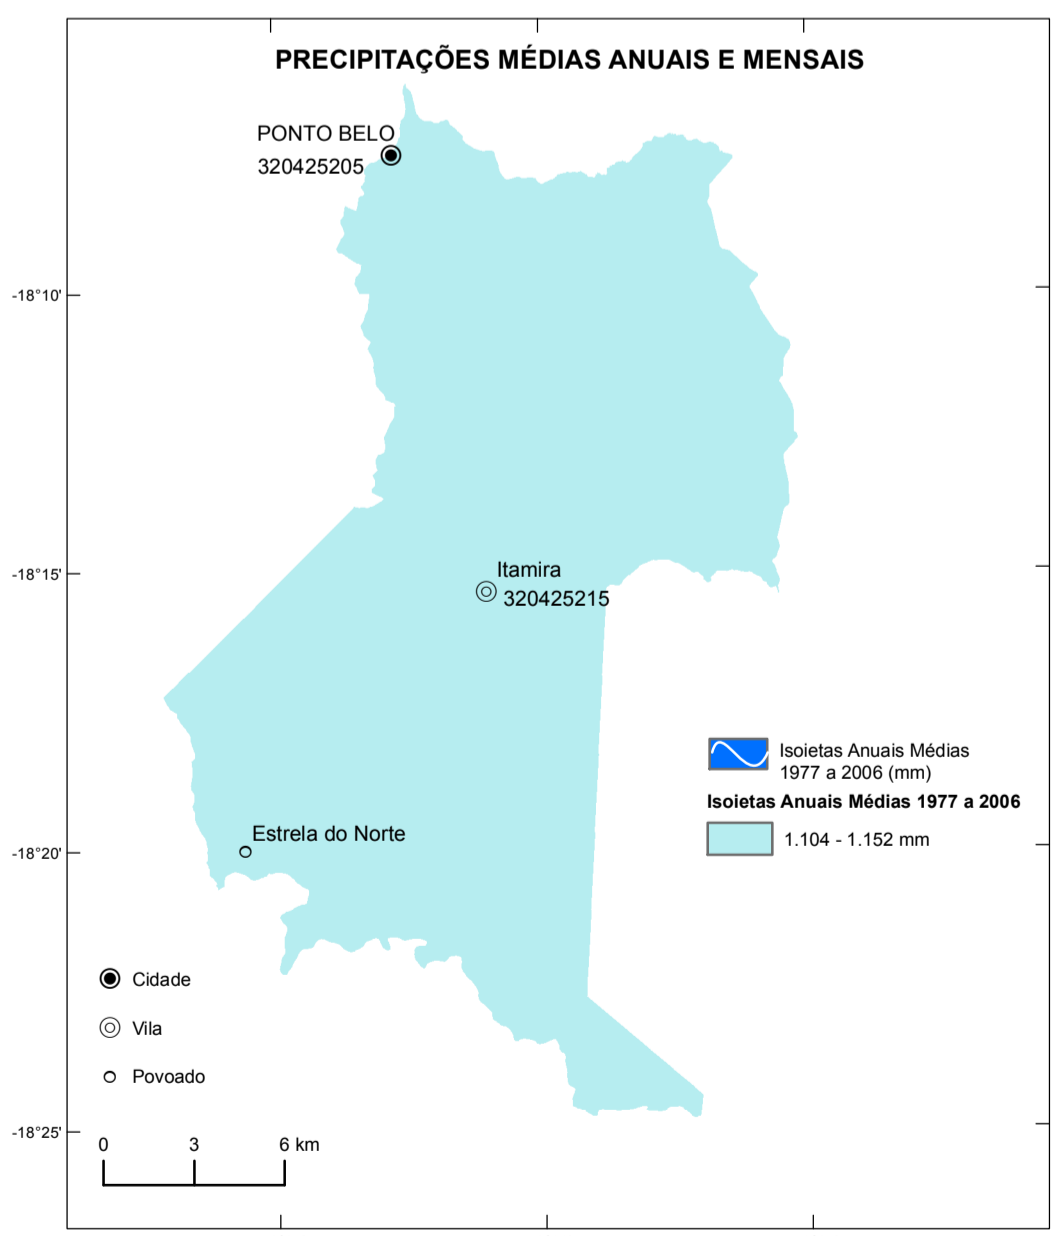 PRECIPITAÇÕES MÉDIAS ANUAIS E MENSAIS
PONTO BELO
320425205
-18°10'
-18°15'
Itamira
320425215
Isoietas Anuais Médias
1977 a 2006 (mm)
Isoietas Anuais Médias 1977 a 2006
1.104 - 1.152 mm
Estrela do Norte
-18°20'
Cidade
Vila
Povoado
-18°25'
0 3 6 km